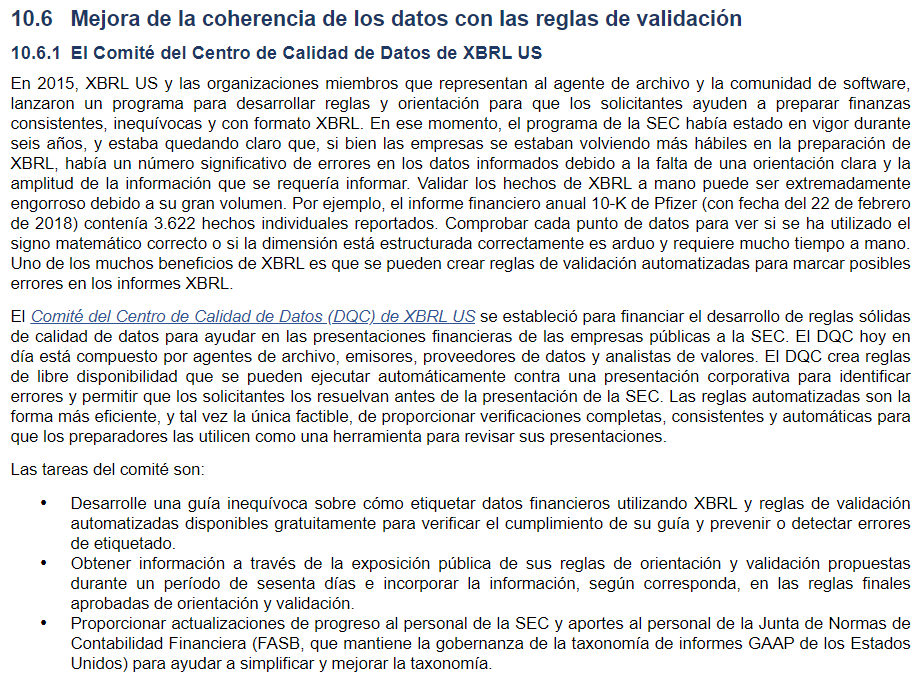 10.6 Mejora de la coherencia de los datos con las reglas de validación
10.6.1 El Comité del Centro de Calidad de Datos de XBRL US
En 2015, XBRL US y las organizaciones miembros que representan al agente de archivo y la comunidad de software,
lanzaron un programa para desarrollar reglas y orientación para que los solicitantes ayuden a preparar finanzas
consistentes, inequívocas y con formato XBRL. En ese momento, el programa de la SEC había estado en vigor durante
seis años, y estaba quedando claro que, si bien las empresas se estaban volviendo más hábiles en la preparación de
XBRL, había un número significativo de errores en los datos informados debido a la falta de una orientación clara y la
amplitud de la información que se requería informar. Validar los hechos de XBRL a mano puede ser extremadamente
engorroso debido a su gran volumen. Por ejemplo, el informe financiero anual 10-K de Pfizer (con fecha del 22 de febrero
de 2018) contenía 3.622 hechos individuales reportados. Comprobar cada punto de datos para ver si se ha utilizado el
signo matemático correcto o si la dimensión está estructurada correctamente es arduo y requiere mucho tiempo a mano.
Uno de los muchos beneficios de XBRL es que se pueden crear reglas de validación automatizadas para marcar posibles
errores en los informes XBRL.
El Comité del Centro de Calidad de Datos (DQC) de XBRL US se estableció para financiar el desarrollo de reglas sólidas
de calidad de datos para ayudar en las presentaciones financieras de las empresas públicas a la SEC. El DQC hoy en
día está compuesto por agentes de archivo, emisores, proveedores de datos y analistas de valores. El DQC crea reglas
de libre disponibilidad que se pueden ejecutar automáticamente contra una presentación corporativa para identificar
errores y permitir que los solicitantes los resuelvan antes de la presentación de la SEC. Las reglas automatizadas son la
forma más eficiente, y tal vez la única factible, de proporcionar verificaciones completas, consistentes y automáticas para
que los preparadores las utilicen como una herramienta para revisar sus presentaciones.
Las tareas del comité son:
• Desarrolle una guía inequívoca sobre cómo etiquetar datos financieros utilizando XBRL y reglas de validación
automatizadas disponibles gratuitamente para verificar el cumplimiento de su guía y prevenir o detectar errores
de etiquetado.
• Obtener información a través de la exposición pública de sus reglas de orientación y validación propuestas
durante un período de sesenta días e incorporar la información, según corresponda, en las reglas finales
aprobadas de orientación y validación.
• Proporcionar actualizaciones de progreso al personal de la SEC y aportes al personal de la Junta de Normas de
Contabilidad Financiera (FASB, que mantiene la gobernanza de la taxonomía de informes GAAP de los Estados
Unidos) para ayudar a simplificar y mejorar la taxonomía.